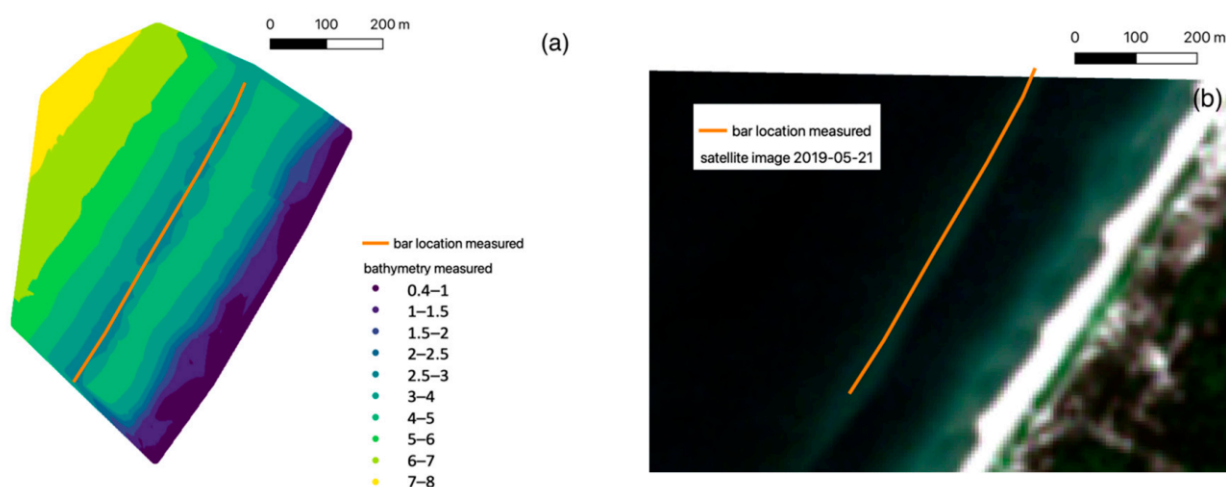 0 100 200 m
(a)
bar location measured
bathymetry measured
0.4–1
1–1.5
1.5–2
2–2.5
2.5–3
3–4
4–5
5–6
6–7
7–8
0 100 200 m
(b)
bar location measured
satellite image 2019-05-21